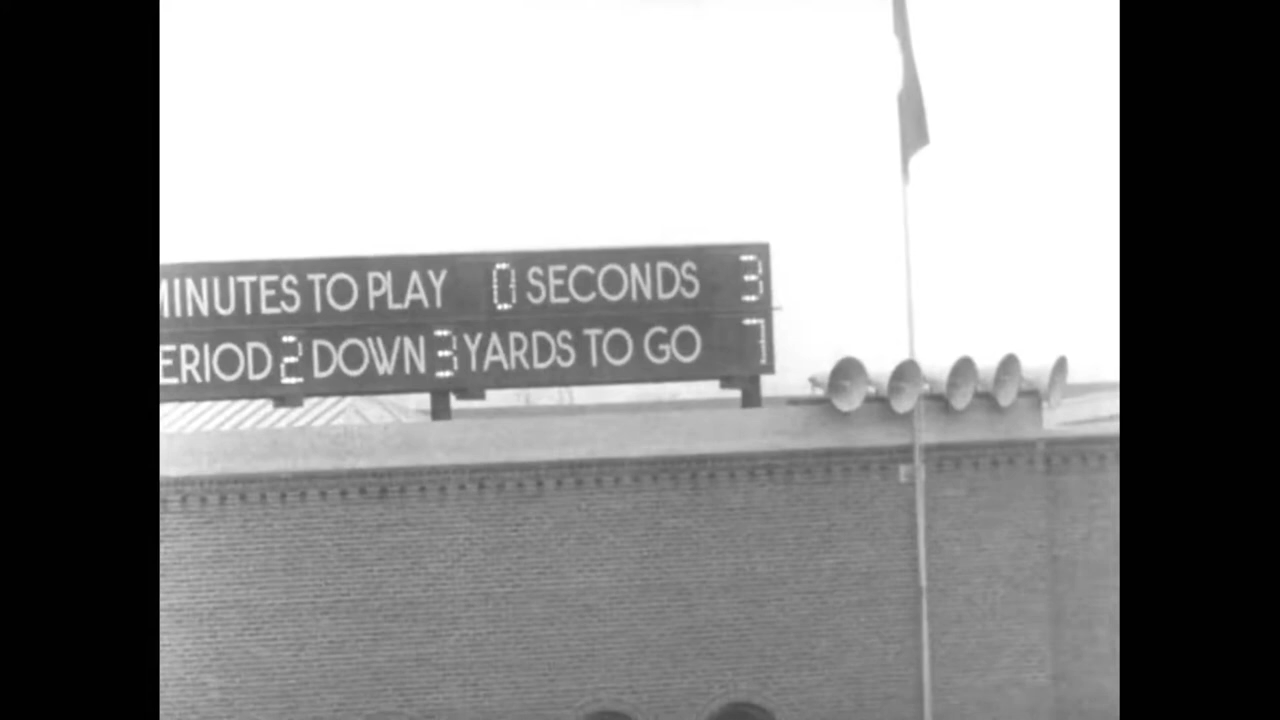 MINUTES TO PLAY 0 SECONDS 3
ERIOD 2 DOWN 3 YARDS TO GO 7